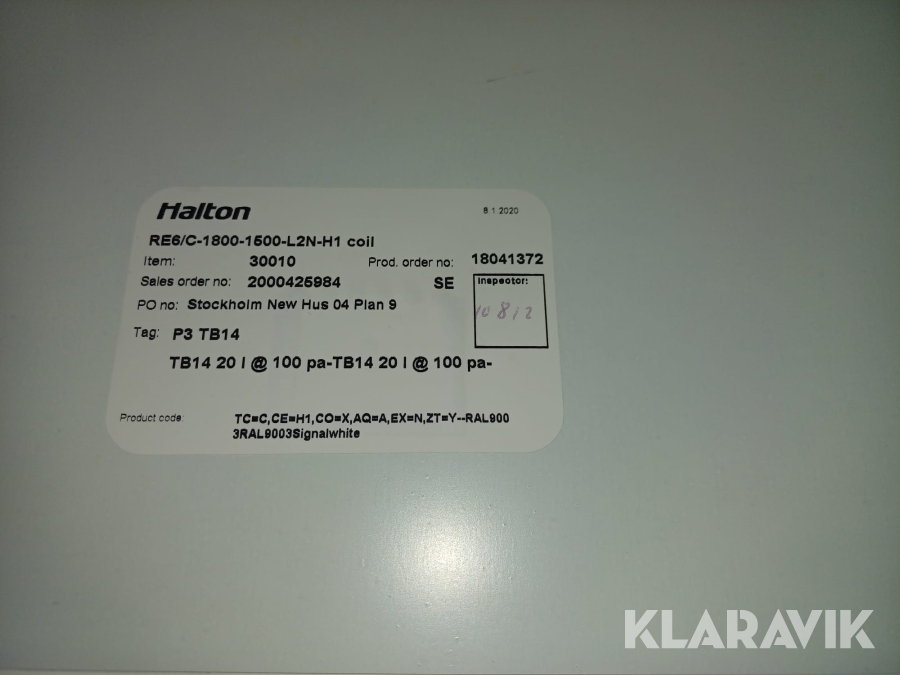 Halton
8.1.2020
RE6/C-1800-1500-L2N-H1 coil
Item: 30010 Prod. order no: 18041372
Sales order no: 2000425984 SE
Inspector:
PO no: Stockholm New Hus 04 Plan 9
10812
Tag: P3 TB14
TB14 20 l @ 100 pa-TB14 20 l @ 100 pa-
Product code: TC=C,CE=H1,CO=X,AQ=A,EX=N,ZT=Y--RAL900
3RAL9003Signalwhite
KLARAVIK